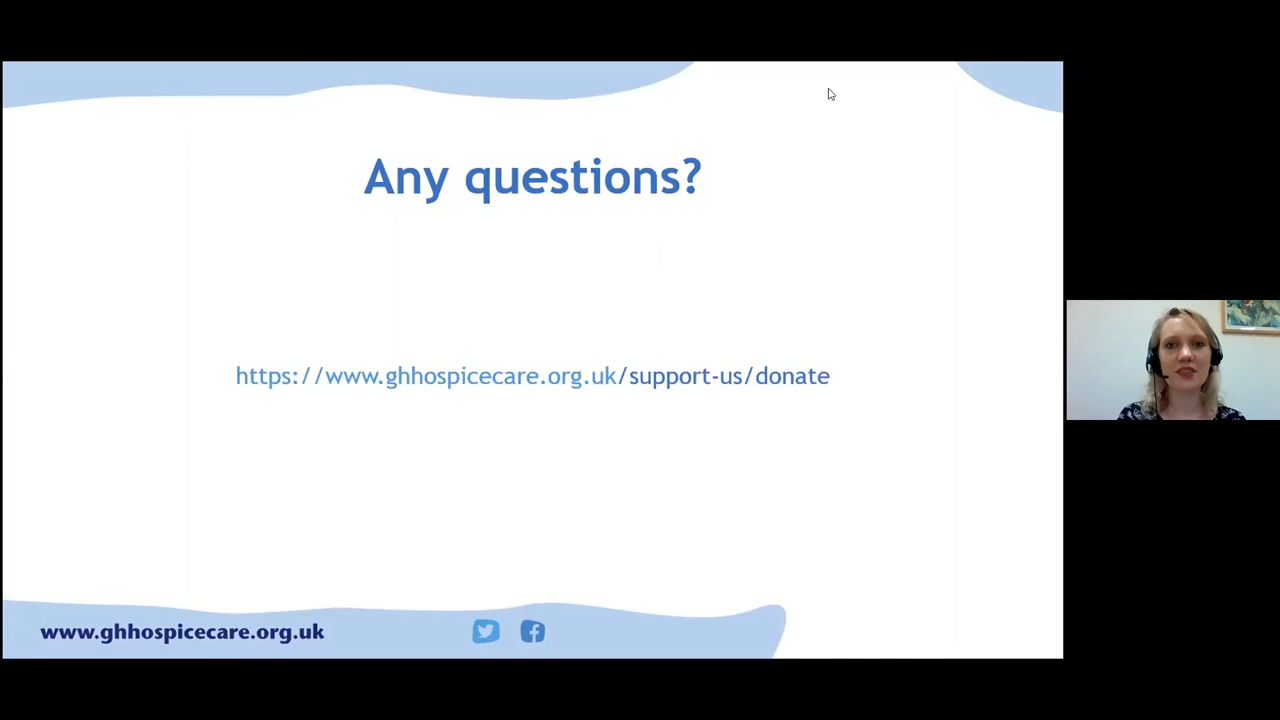 Any questions?
https://www.ghhospicecare.org.uk/support-us/donate
www.ghhospicecare.org.uk